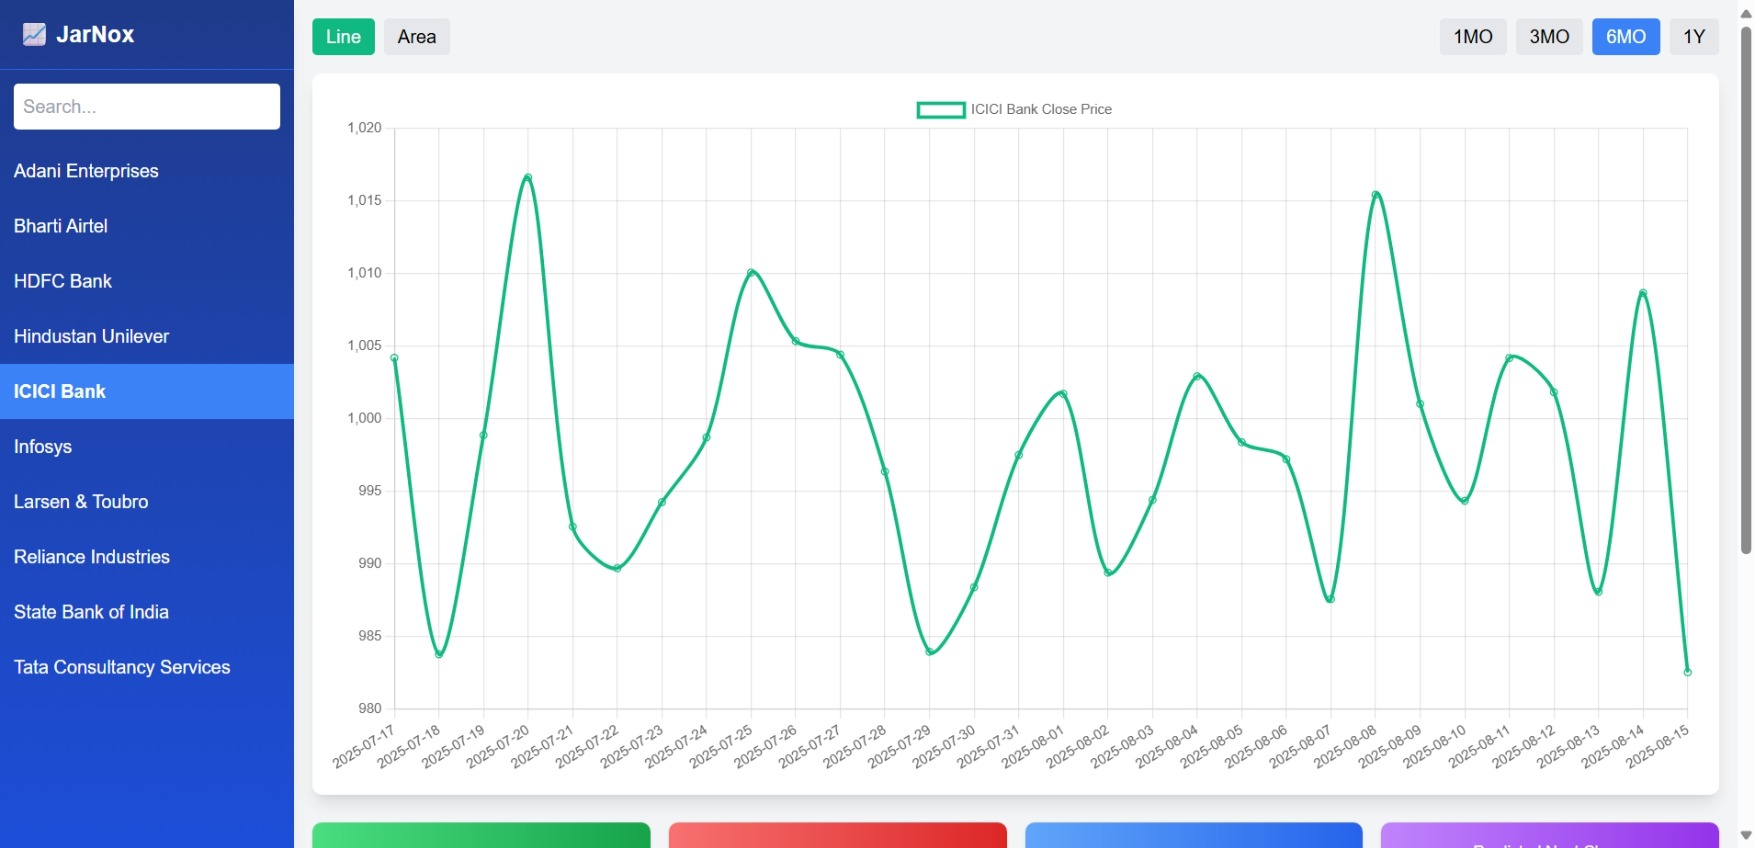 JarNox
Search...
Adani Enterprises
Bharti Airtel
HDFC Bank
Hindustan Unilever
ICICI Bank
Infosys
Larsen & Toubro
Reliance Industries
State Bank of India
Tata Consultancy Services
Line Area 1MO 3MO 6MO 1Y
ICICI Bank Close Price
1,020
1,015
1,010
1,005
1,000
995
990
985
980
2025-07-17 2025-07-18 2025-07-19 2025-07-20 2025-07-21 2025-07-22 2025-07-23 2025-07-24 2025-07-25 2025-07-26 2025-07-27 2025-07-28 2025-07-29 2025-07-30 2025-07-31 2025-08-01 2025-08-02 2025-08-03 2025-08-04 2025-08-05 2025-08-06 2025-08-07 2025-08-08 2025-08-09 2025-08-10 2025-08-11 2025-08-12 2025-08-13 2025-08-14 2025-08-15